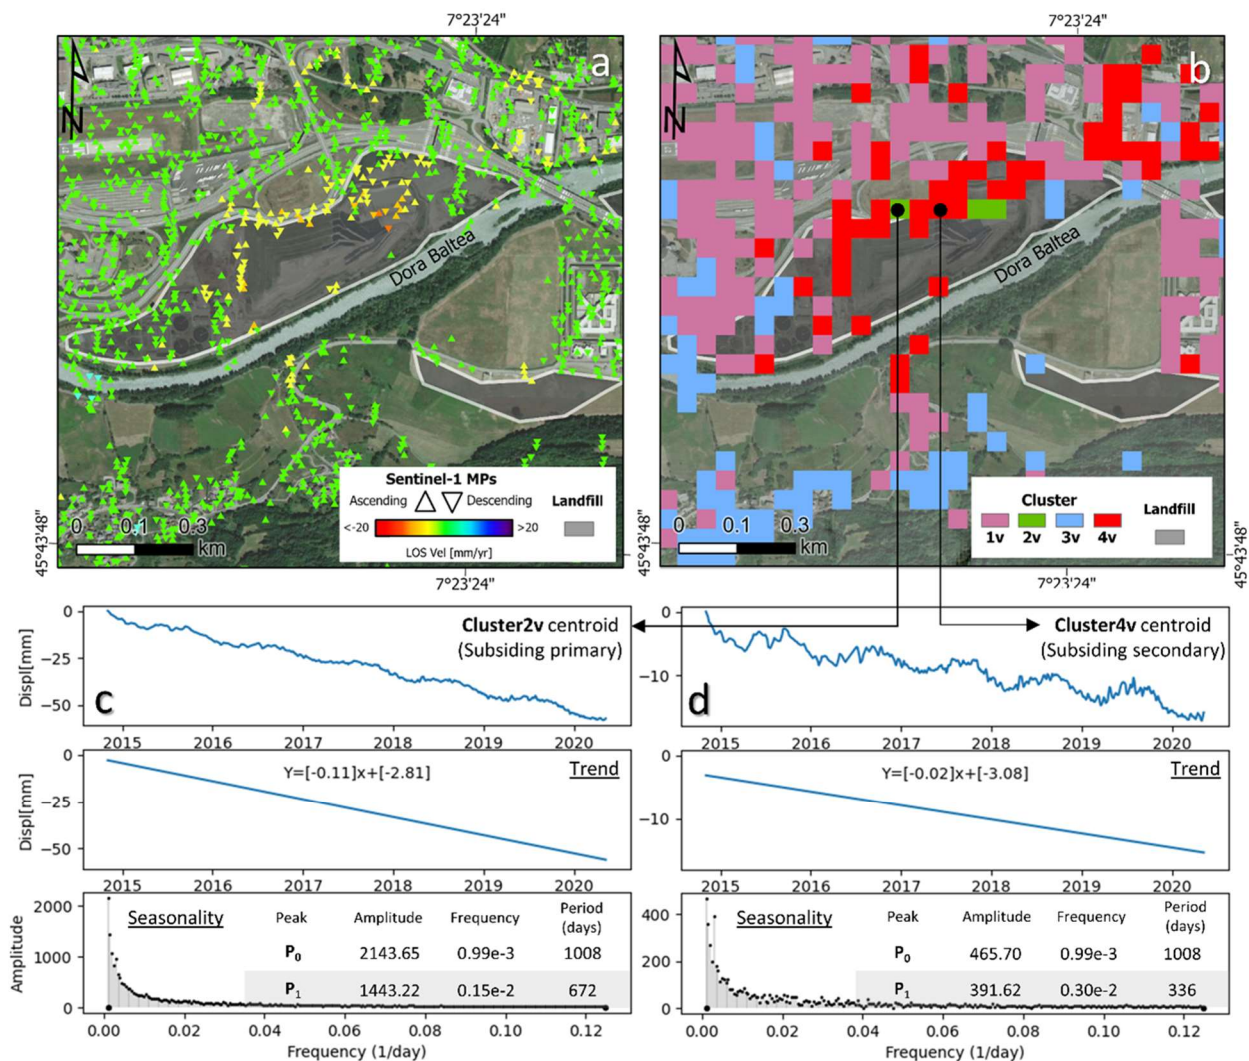 7°23'24" 7°23'24"
a
N
Dora Baltea
Sentinel-1 MPs
Ascending Descending
<-20 >20
LOS Vel [mm/yr]
Landfill
0 0.1 0.3
km
45°43'48"
7°23'24"
b
N
Dora Baltea
Cluster
1v 2v 3v 4v
Landfill
0 0.1 0.3
km
45°43'48"
45°43'48"
7°23'24"
Cluster2v centroid
(Subsiding primary)
c
Displ[mm]
0
−25
−50
2015 2016 2017 2018 2019 2020
Cluster4v centroid
(Subsiding secondary)
d
0
−10
2015 2016 2017 2018 2019 2020
Y=[-0.11]x+[-2.81]
Trend
Displ[mm]
0
−25
−50
2015 2016 2017 2018 2019 2020
Y=[-0.02]x+[-3.08]
Trend
0
−10
2015 2016 2017 2018 2019 2020
Seasonality
Peak Amplitude Frequency Period (days)
P0 2143.65 0.99e-3 1008
P1 1443.22 0.15e-2 672
Amplitude
2000
1000
0
0.00 0.02 0.04 0.06 0.08 0.10 0.12
Frequency (1/day)
Seasonality
Peak Amplitude Frequency Period (days)
P0 465.70 0.99e-3 1008
P1 391.62 0.30e-2 336
400
200
0
0.00 0.02 0.04 0.06 0.08 0.10 0.12
Frequency (1/day)